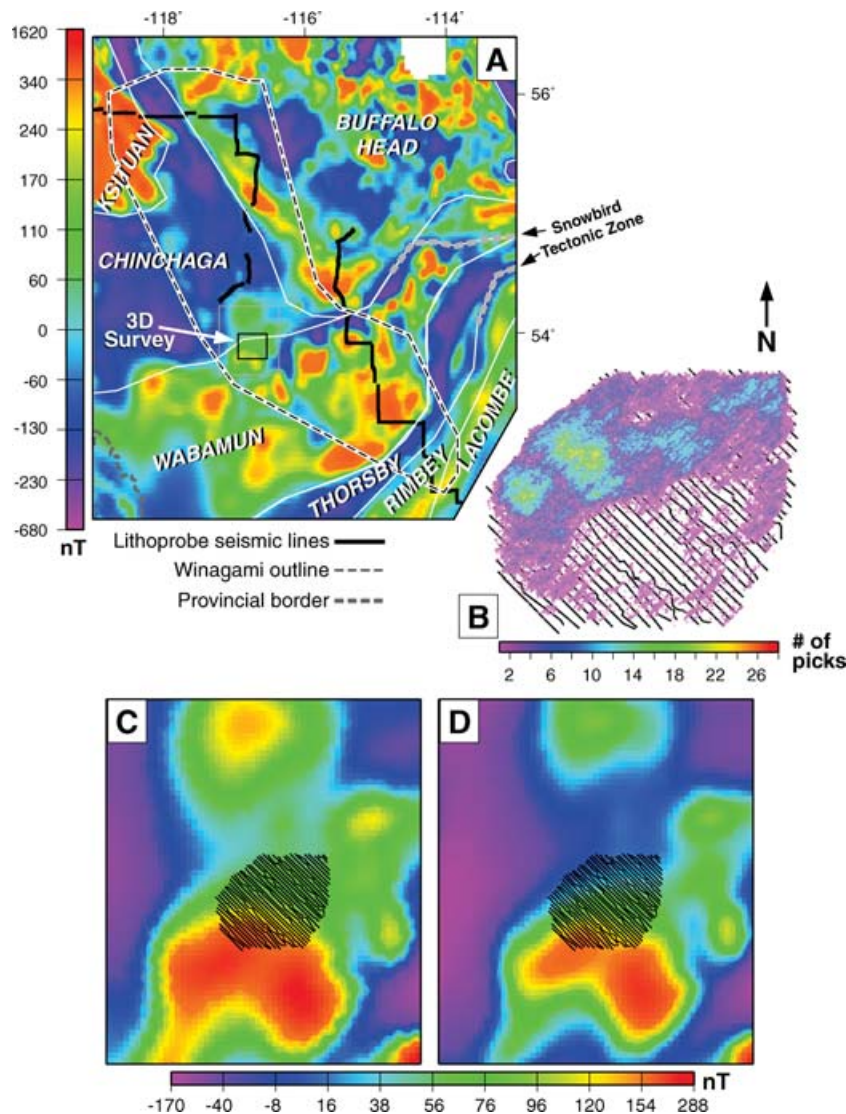 -118˚ -116˚ -114˚
1620
340
240
170
110
60
0
-60
-130
-230
-680
nT
A
56˚
54˚
BUFFALO
HEAD
KSITUAN
CHINCHAGA
3D
Survey
WABAMUN
THORSBY
RIMBEY
LACOMBE
Snowbird
Tectonic Zone
Lithoprobe seismic lines
Winagami outline
Provincial border
N
B
2 6 10 14 18 22 26
# of
picks
C
D
nT
-170 -40 -8 16 38 56 76 96 120 154 288